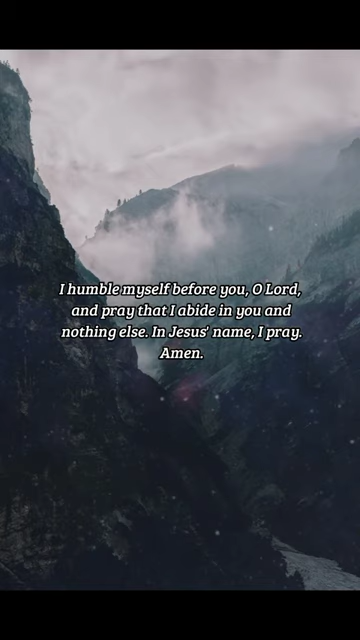 I humble myself before you, O Lord,
and pray that I abide in you and
nothing else. In Jesus' name, I pray.
Amen.